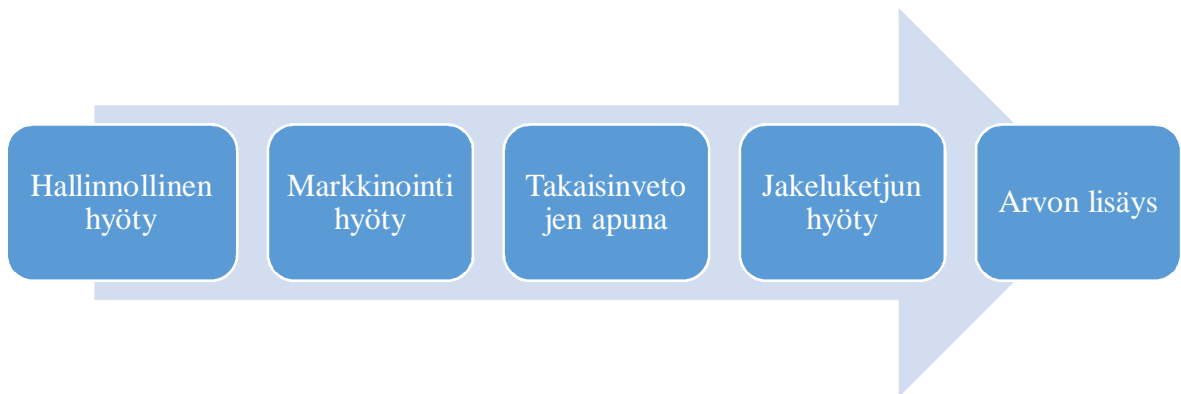 Hallinnollinen
hyöty
Markkinointi
hyöty
Takaisinveto
jen apuna
Jakeluketjun
hyöty
Arvon lisäys